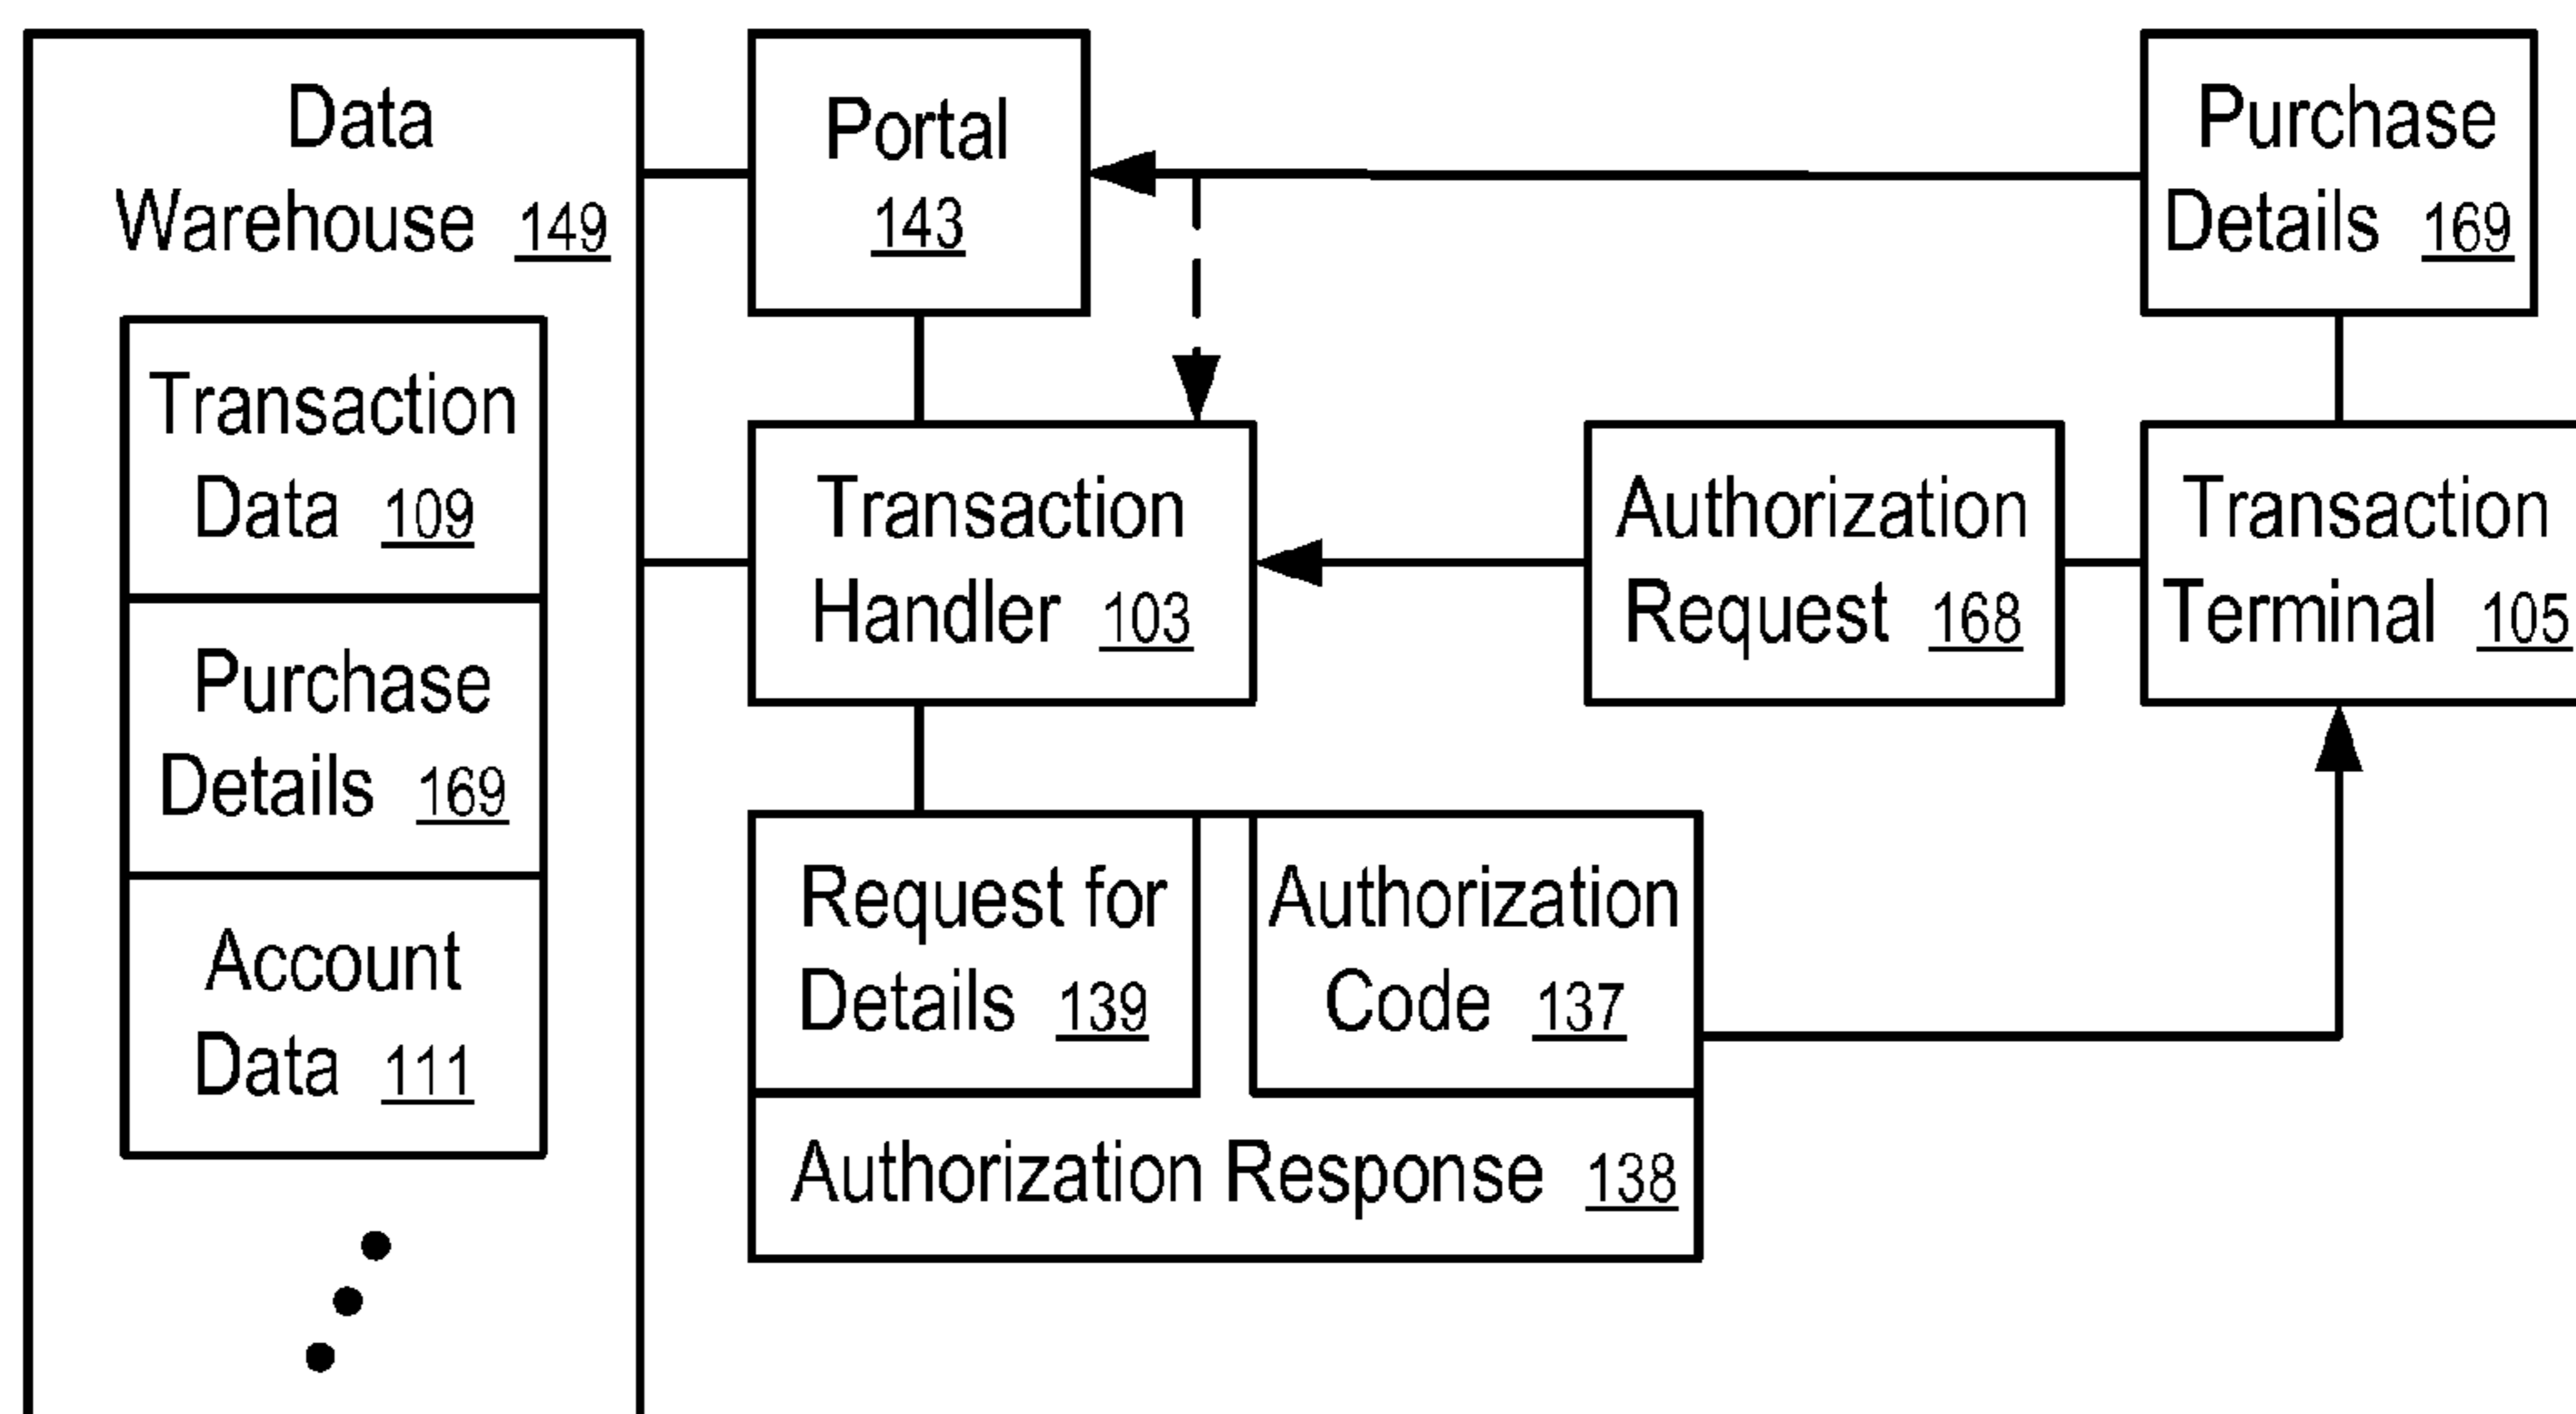 Data
Warehouse 149
Transaction
Data 109
Purchase
Details 169
Account
Data 111
Portal
143
Purchase
Details 169
Transaction
Handler 103
Authorization
Request 168
Transaction
Terminal 105
Request for
Details 139
Authorization
Code 137
Authorization Response 138